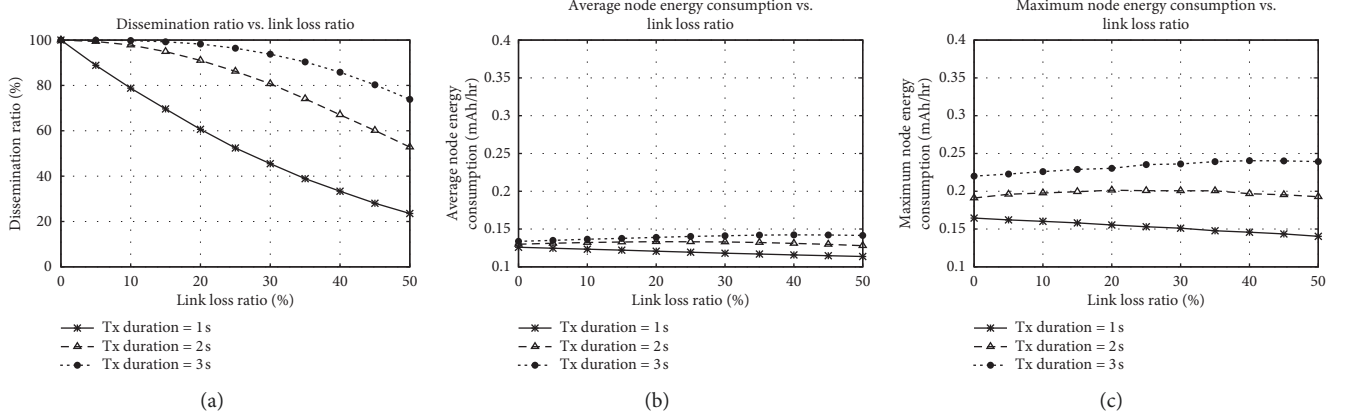 Dissemination ratio vs. link loss ratio
100
80
60
40
20
0
Dissemination ratio (%)
0 10 20 30 40 50
Link loss ratio (%)
Tx duration = 1 s
Tx duration = 2 s
Tx duration = 3 s
(a)
Average node energy consumption vs.
link loss ratio
0.4
0.35
0.3
0.25
0.2
0.15
0.1
Average node energy
consumption (mAh/hr)
0 10 20 30 40 50
Link loss ratio (%)
Tx duration = 1 s
Tx duration = 2 s
Tx duration = 3 s
(b)
Maximum node energy consumption vs.
link loss ratio
0.4
0.35
0.3
0.25
0.2
0.15
0.1
Maximum node energy
consumption (mAh/hr)
0 10 20 30 40 50
Link loss ratio (%)
Tx duration = 1 s
Tx duration = 2 s
Tx duration = 3 s
(c)